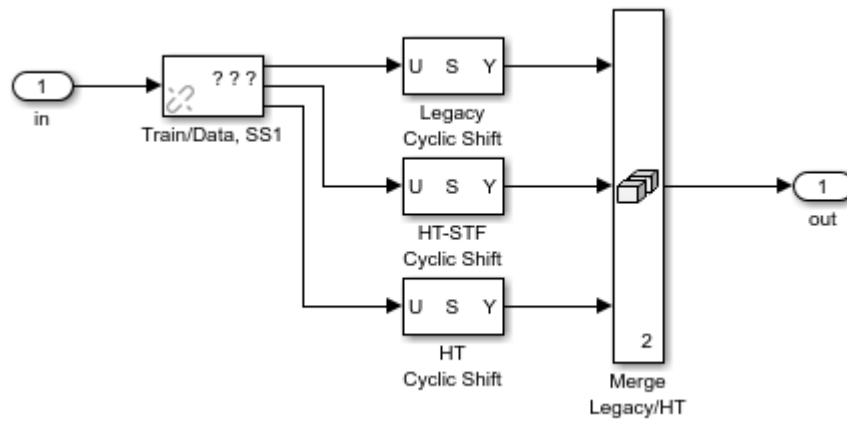 1
in
? ? ?
Train/Data, SS1
U S Y
Legacy
Cyclic Shift
U S Y
HT-STF
Cyclic Shift
U S Y
HT
Cyclic Shift
2
Merge
Legacy/HT
1
out